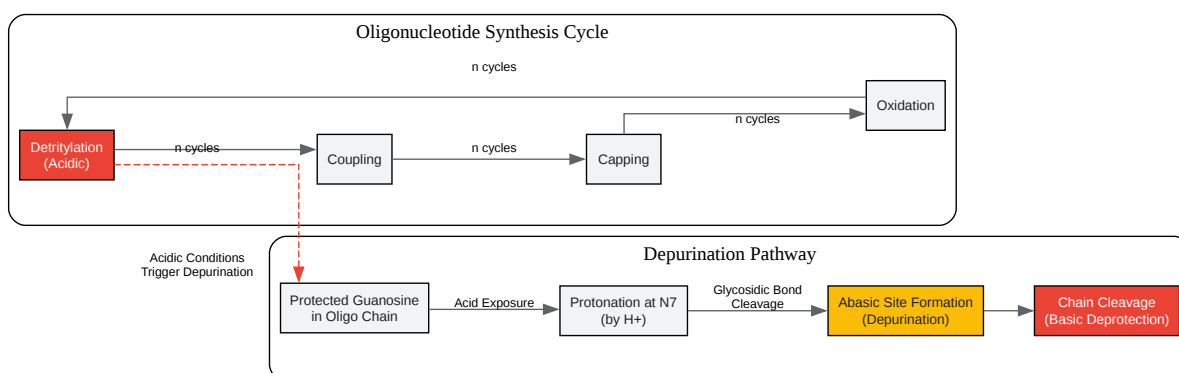 Oligonucleotide Synthesis Cycle
n cycles
Oxidation
n cycles
Detritylation
(Acidic)
n cycles
Coupling
n cycles
Capping
Acidic Conditions
Trigger Depurination
Depurination Pathway
Protected Guanosine
in Oligo Chain
Acid Exposure
Protonation at N7
(by H+)
Glycosidic Bond
Cleavage
Abasic Site Formation
(Depurination)
Chain Cleavage
(Basic Deprotection)